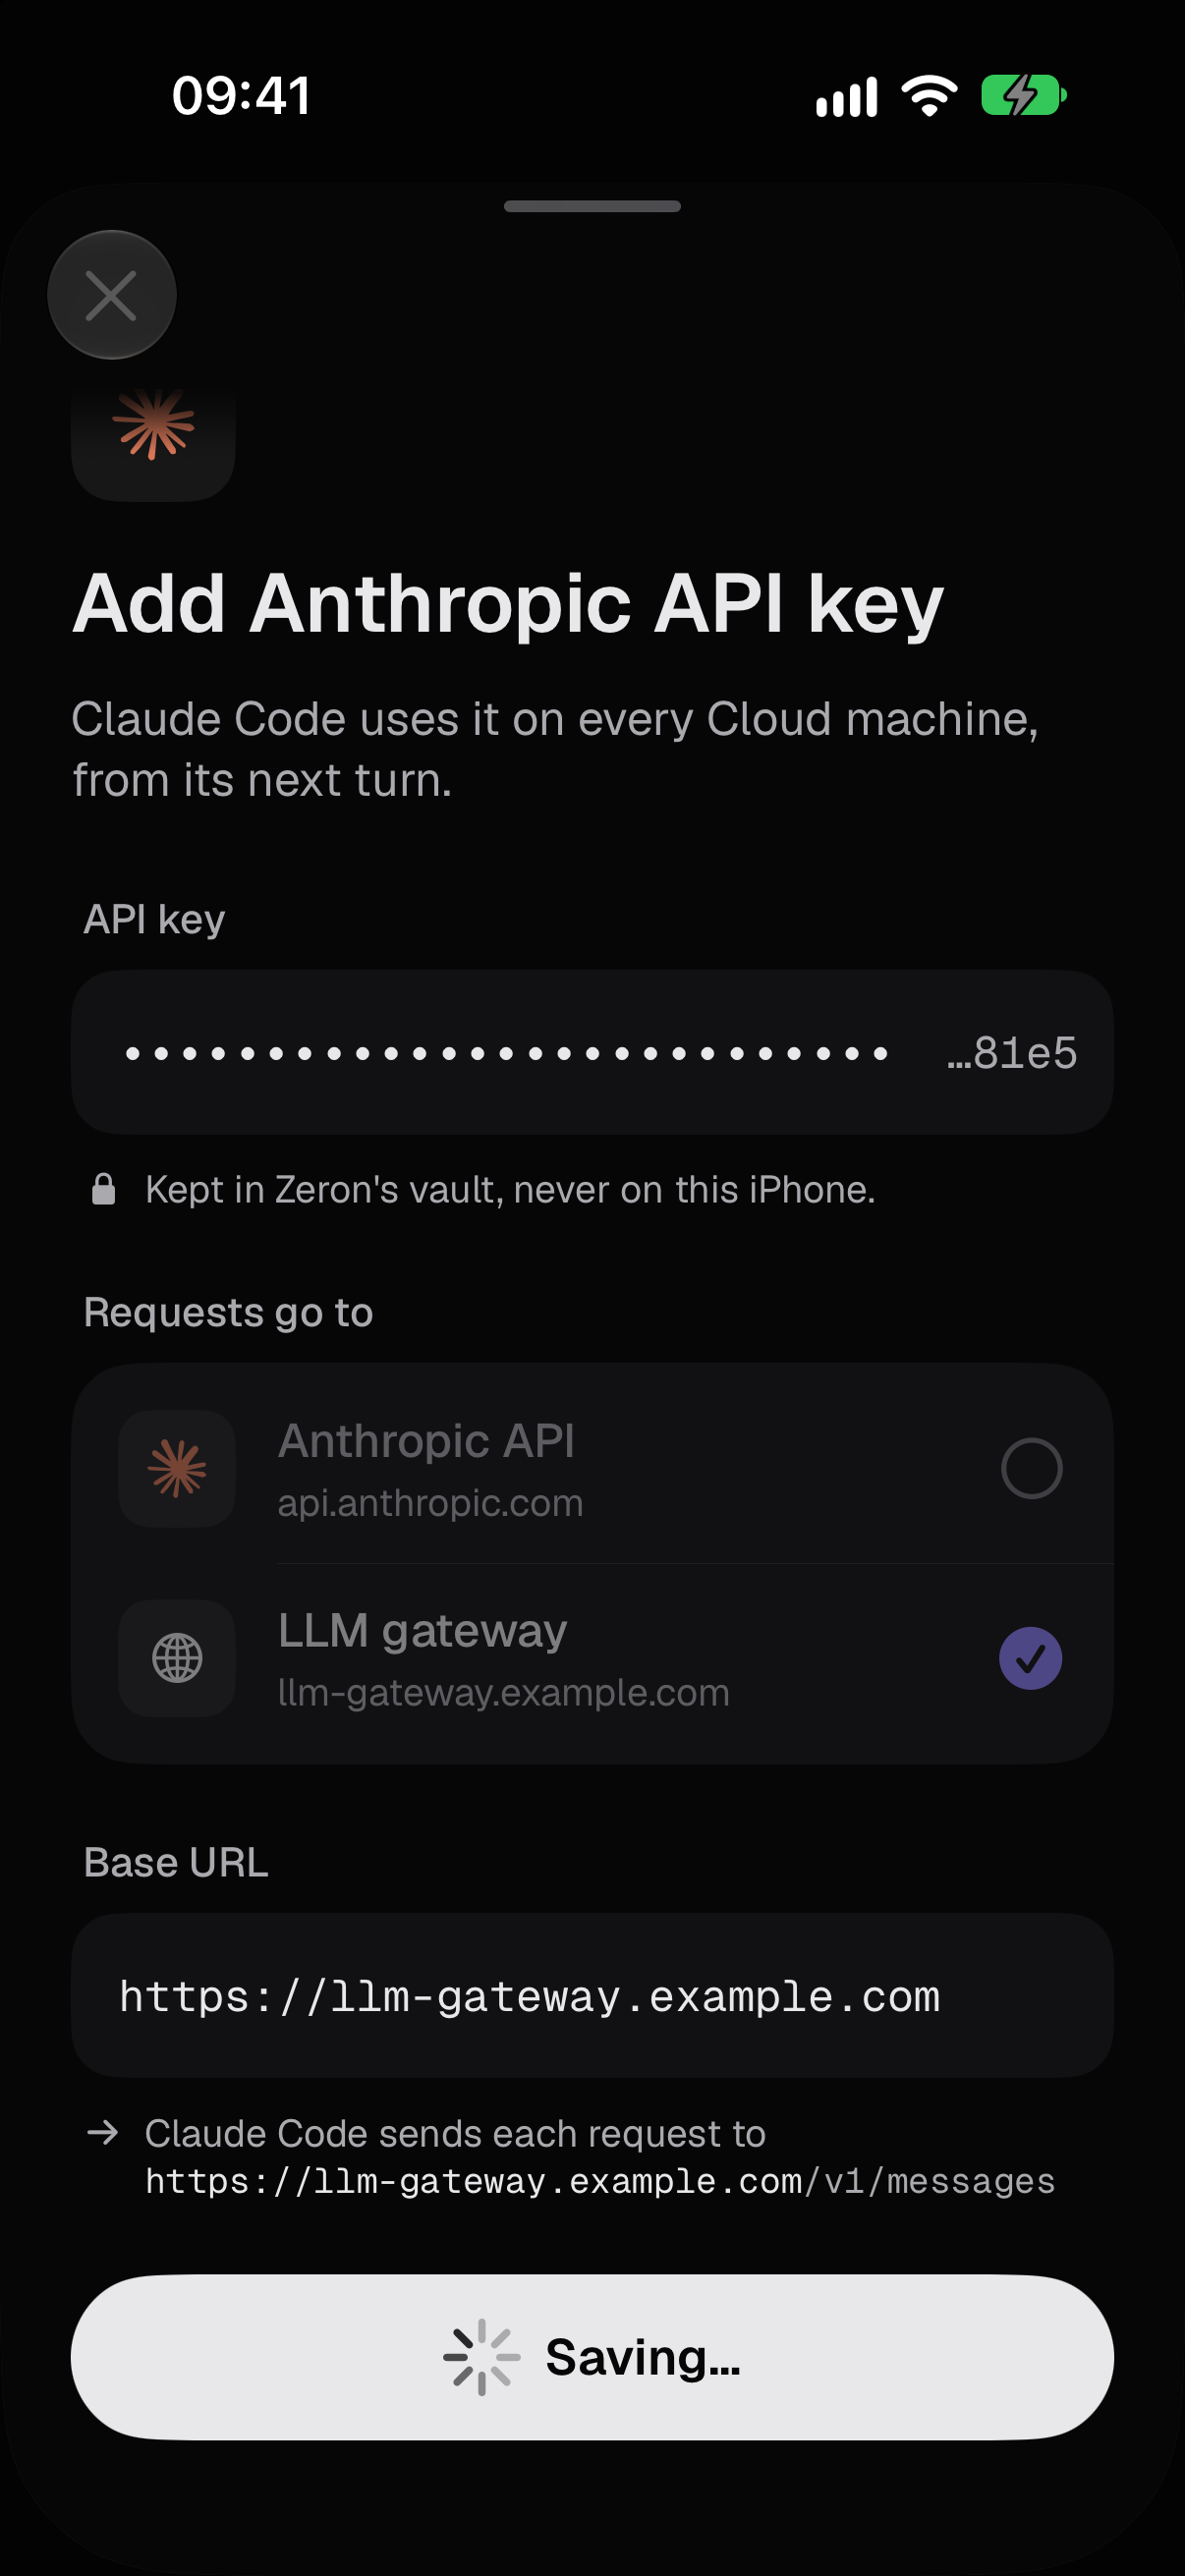 09:41
Add Anthropic API key
Claude Code uses it on every Cloud machine,
from its next turn.
API key
••••••••••••••••••••••••••• …81e5
Kept in Zeron's vault, never on this iPhone.
Requests go to
Anthropic API
api.anthropic.com
LLM gateway
llm-gateway.example.com
Base URL
https://llm-gateway.example.com
Claude Code sends each request to
https://llm-gateway.example.com/v1/messages
Saving…